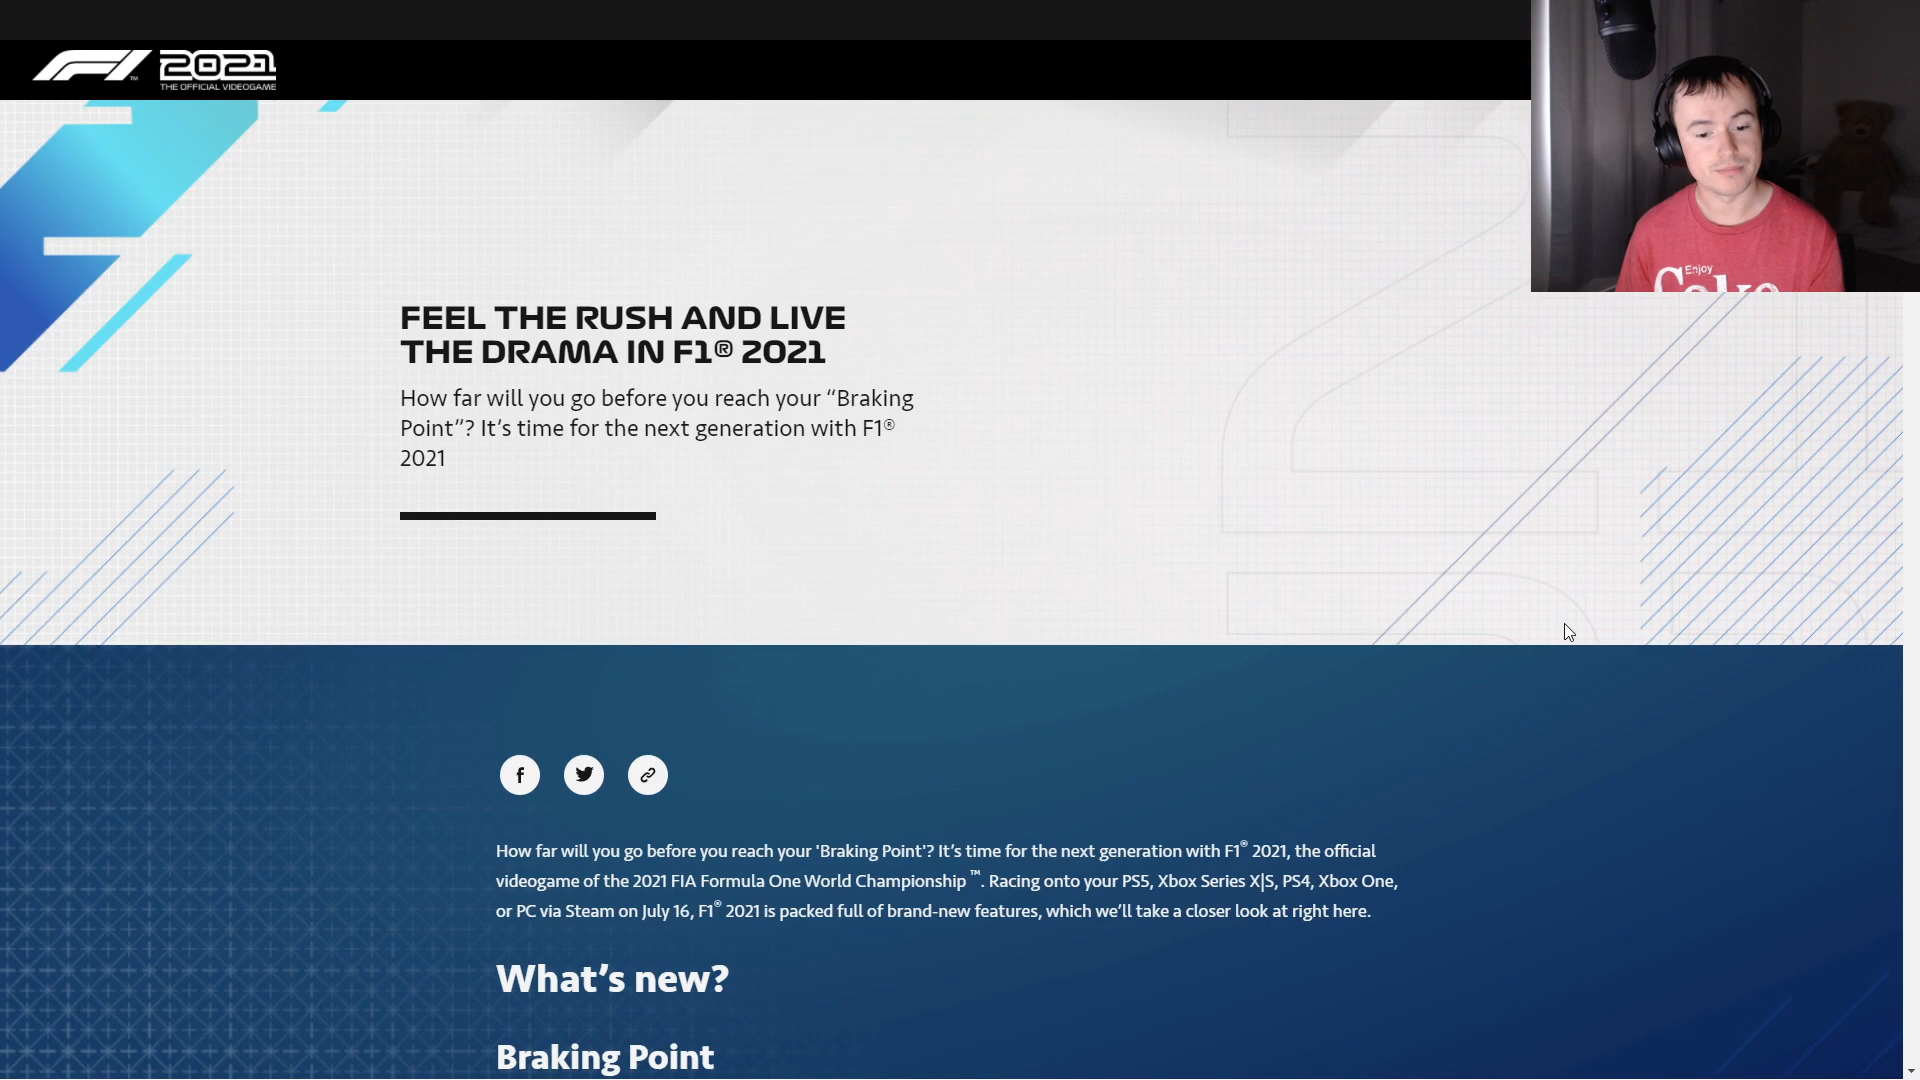 F1™ 2021
THE OFFICIAL VIDEOGAME
Enjoy
Coke
FEEL THE RUSH AND LIVE
THE DRAMA IN F1® 2021
How far will you go before you reach your “Braking
Point”? It’s time for the next generation with F1®
2021
How far will you go before you reach your 'Braking Point'? It’s time for the next generation with F1® 2021, the official
videogame of the 2021 FIA Formula One World Championship ™. Racing onto your PS5, Xbox Series X|S, PS4, Xbox One,
or PC via Steam on July 16, F1® 2021 is packed full of brand-new features, which we’ll take a closer look at right here.
What’s new?
Braking Point